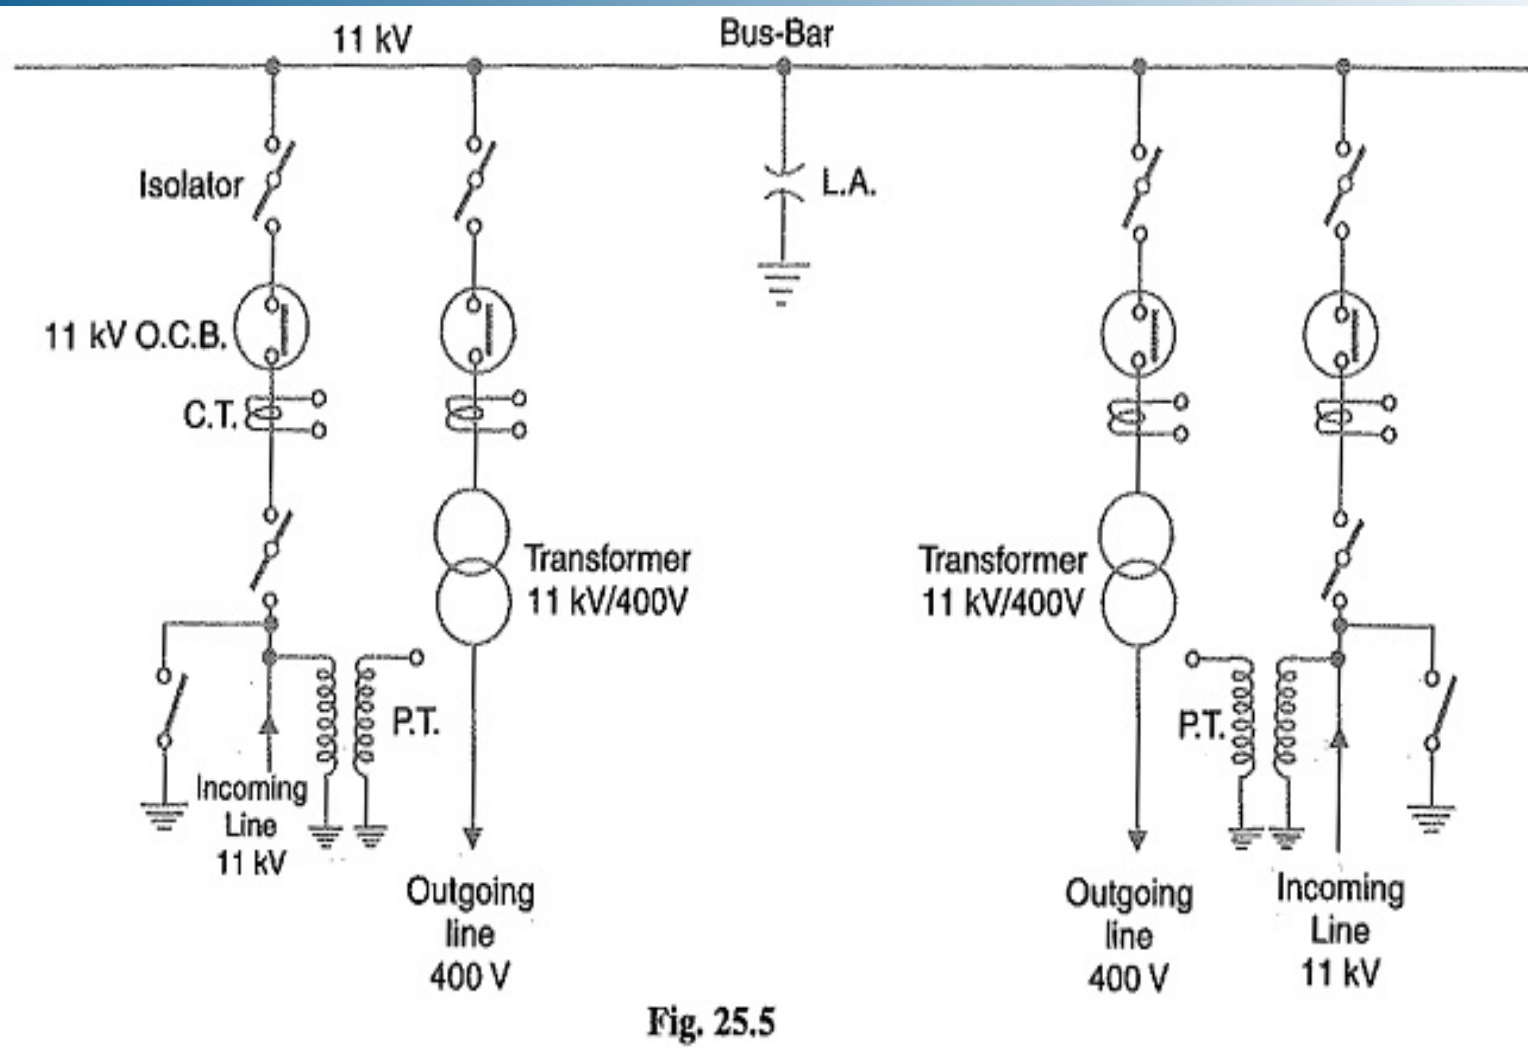 11 kV
Bus-Bar
Isolator
L.A.
11 kV O.C.B.
C.T.
Transformer
11 kV/400V
Transformer
11 kV/400V
P.T.
P.T.
Incoming
Line
11 kV
Outgoing
line
400 V
Outgoing
line
400 V
Incoming
Line
11 kV
Fig. 25.5